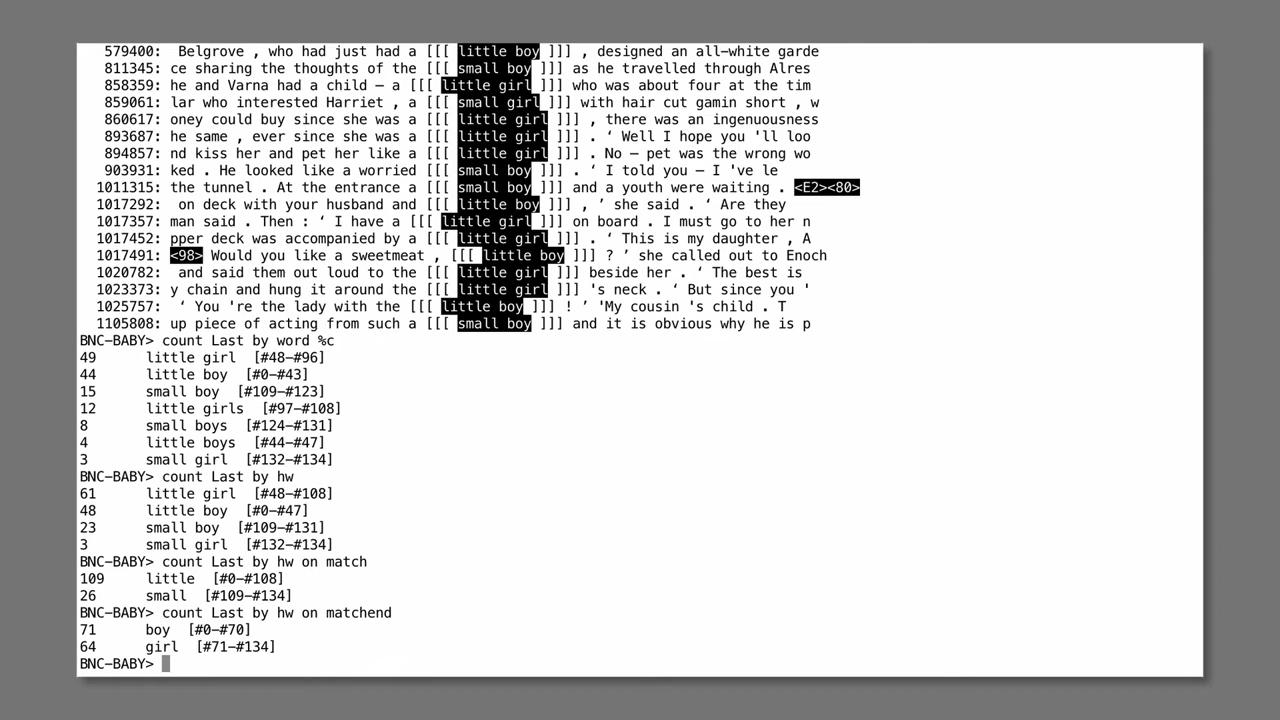 579400:  Belgrove , who had just had a [[[ little boy ]]] , designed an all-white garde
811345: ce sharing the thoughts of the [[[ small boy ]]] as he travelled through Alres
858359: he and Varna had a child – a [[[ little girl ]]] who was about four at the tim
859061: lar who interested Harriet , a [[[ small girl ]]] with hair cut gamin short , w
860617: oney could buy since she was a [[[ little girl ]]] , there was an ingenuousness
893687: he same , ever since she was a [[[ little girl ]]] . ‘ Well I hope you 'll loo
894857: nd kiss her and pet her like a [[[ little girl ]]] . No – pet was the wrong wo
903931: ked . He looked like a worried [[[ small boy ]]] . ‘ I told you – I 've le
1011315: the tunnel . At the entrance a [[[ small boy ]]] and a youth were waiting . <E2><80>
1017292:  on deck with your husband and [[[ little boy ]]] , ’ she said . ‘ Are they
1017357: man said . Then : ‘ I have a [[[ little girl ]]] on board . I must go to her n
1017452: pper deck was accompanied by a [[[ little girl ]]] . ‘ This is my daughter , A
1017491: <98> Would you like a sweetmeat , [[[ little boy ]]] ? ’ she called out to Enoch
1020782:  and said them out loud to the [[[ little girl ]]] beside her . ‘ The best is
1023373: y chain and hung it around the [[[ little girl ]]] 's neck . ‘ But since you '
1025757:  ‘ You 're the lady with the [[[ little boy ]]] ! ’ 'My cousin 's child . T
1105808: up piece of acting from such a [[[ small boy ]]] and it is obvious why he is p
BNC-BABY> count Last by word %c
49      little girl  [#48-#96]
44      little boy  [#0-#43]
15      small boy  [#109-#123]
12      little girls  [#97-#108]
8       small boys  [#124-#131]
4       little boys  [#44-#47]
3       small girl  [#132-#134]
BNC-BABY> count Last by hw
61      little girl  [#48-#108]
48      little boy  [#0-#47]
23      small boy  [#109-#131]
3       small girl  [#132-#134]
BNC-BABY> count Last by hw on match
109     little  [#0-#108]
26      small  [#109-#134]
BNC-BABY> count Last by hw on matchend
71      boy  [#0-#70]
64      girl  [#71-#134]
BNC-BABY>